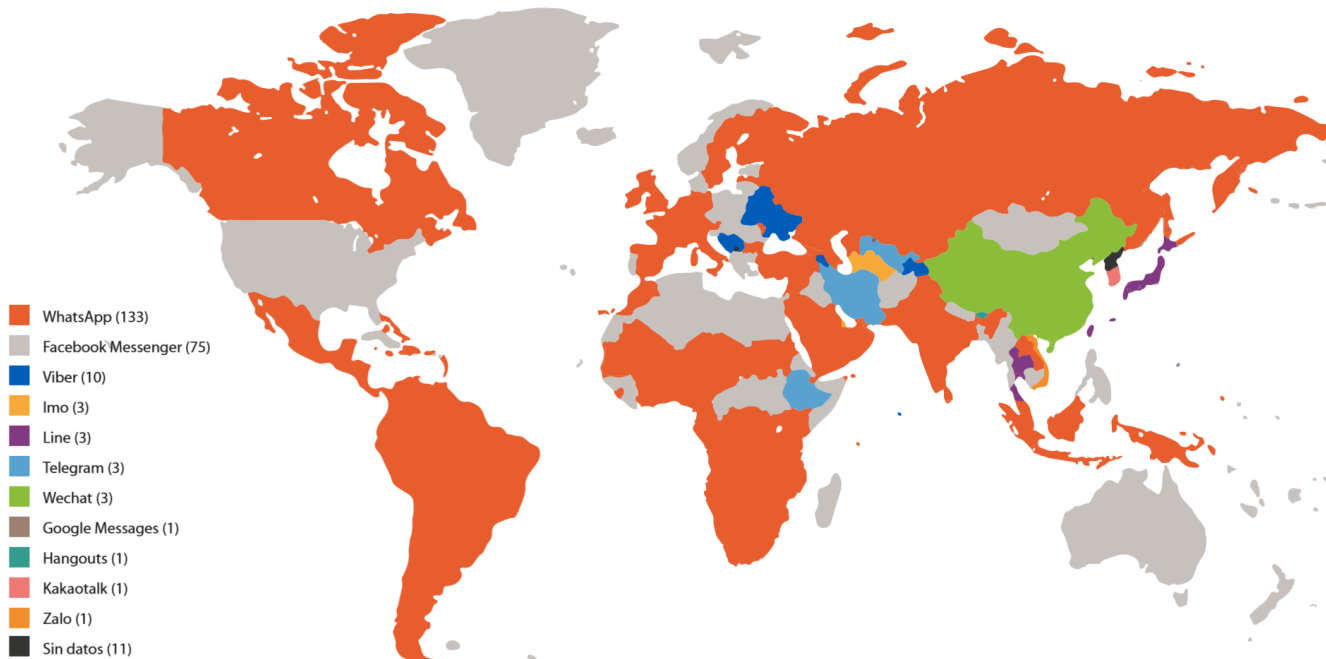 WhatsApp (133)
Facebook Messenger (75)
Viber (10)
Imo (3)
Line (3)
Telegram (3)
Wechat (3)
Google Messages (1)
Hangouts (1)
Kakaotalk (1)
Zalo (1)
Sin datos (11)